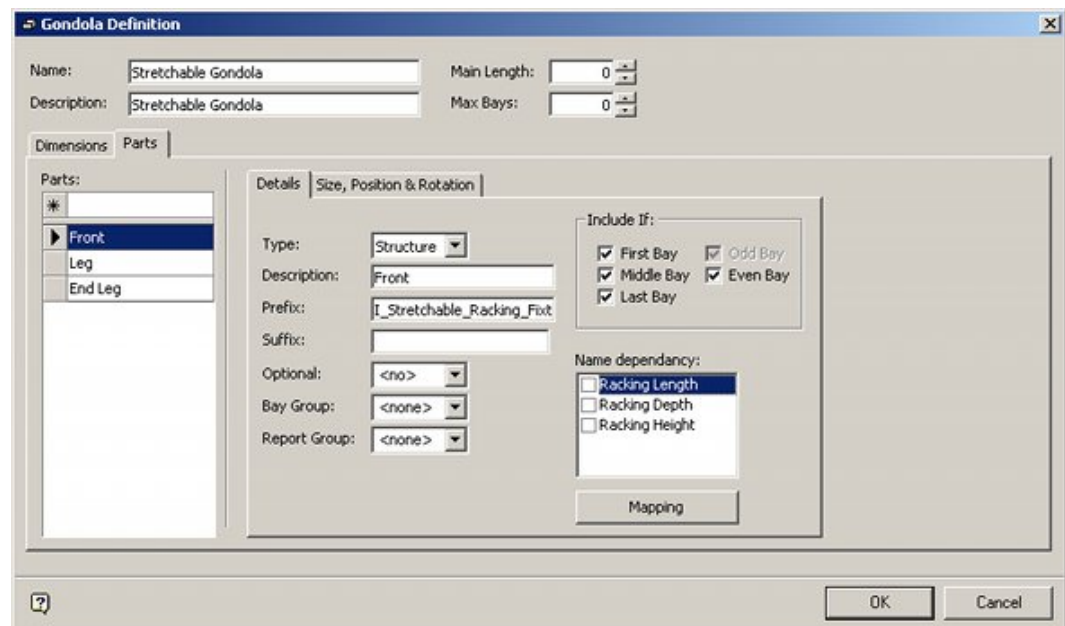 Gondola Definition
Name: Stretchable Gondola Main Length: 0
Description: Stretchable Gondola Max Bays: 0
Dimensions Parts
Parts:
Front
Leg
End Leg
Details Size, Position & Rotation
Type: Structure
Description: Front
Prefix: I_Stretchable_Racking_Fixt
Suffix:
Optional: <no>
Bay Group: <none>
Report Group: <none>
Include If:
First Bay Odd Bay
Middle Bay Even Bay
Last Bay
Name dependancy:
Racking Length
Racking Depth
Racking Height
Mapping
OK Cancel